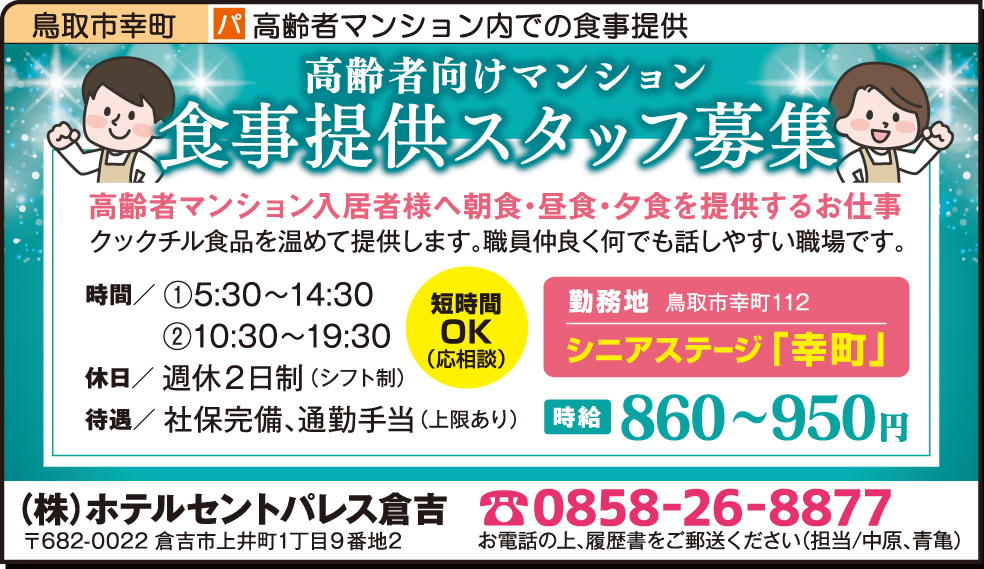 鳥取市幸町 パ 高齢者マンション内での食事提供
高齢者向けマンション
食事提供スタッフ募集
高齢者マンション入居者様へ朝食・昼食・夕食を提供するお仕事
クックチル食品を温めて提供します。職員仲良く何でも話しやすい職場です。
時間／①5:30～14:30
②10:30～19:30
休日／週休2日制（シフト制）
待遇／社保完備、通勤手当（上限あり）
短時間
OK
（応相談）
勤務地 鳥取市幸町112
シニアステージ「幸町」
時給 860～950円
（株）ホテルセントパレス倉吉
〒682-0022 倉吉市上井町1丁目9番地2
☎0858-26-8877
お電話の上、履歴書をご郵送ください（担当/中原、青亀）